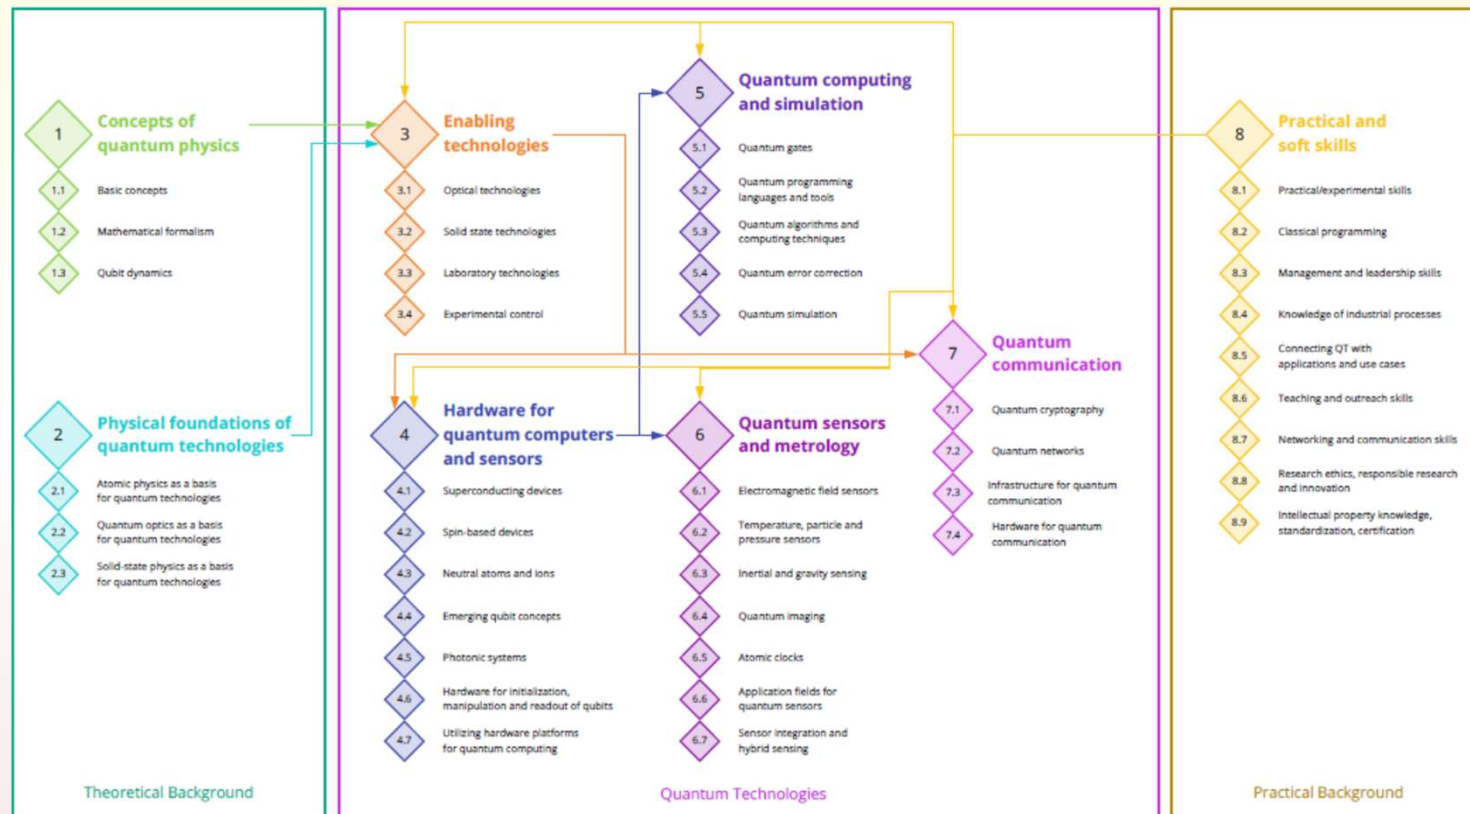 1
Concepts of
quantum physics
1.1
Basic concepts
1.2
Mathematical formalism
1.3
Qubit dynamics
2
Physical foundations of
quantum technologies
2.1
Atomic physics as a basis
for quantum technologies
2.2
Quantum optics as a basis
for quantum technologies
2.3
Solid-state physics as a basis
for quantum technologies
Theoretical Background
3
Enabling
technologies
3.1
Optical technologies
3.2
Solid state technologies
3.3
Laboratory technologies
3.4
Experimental control
4
Hardware for
quantum computers
and sensors
4.1
Superconducting devices
4.2
Spin-based devices
4.3
Neutral atoms and ions
4.4
Emerging qubit concepts
4.5
Photonic systems
4.6
Hardware for initialization,
manipulation and readout of qubits
4.7
Utilizing hardware platforms
for quantum computing
5
Quantum computing
and simulation
5.1
Quantum gates
5.2
Quantum programming
languages and tools
5.3
Quantum algorithms and
computing techniques
5.4
Quantum error correction
5.5
Quantum simulation
6
Quantum sensors
and metrology
6.1
Electromagnetic field sensors
6.2
Temperature, particle and
pressure sensors
6.3
Inertial and gravity sensing
6.4
Quantum imaging
6.5
Atomic clocks
6.6
Application fields for
quantum sensors
6.7
Sensor integration and
hybrid sensing
7
Quantum
communication
7.1
Quantum cryptography
7.2
Quantum networks
7.3
Infrastructure for quantum
communication
7.4
Hardware for quantum
communication
Quantum Technologies
8
Practical and
soft skills
8.1
Practical/experimental skills
8.2
Classical programming
8.3
Management and leadership skills
8.4
Knowledge of industrial processes
8.5
Connecting QT with
applications and use cases
8.6
Teaching and outreach skills
8.7
Networking and communication skills
8.8
Research ethics, responsible research
and innovation
8.9
Intellectual property knowledge,
standardization, certification
Practical Background